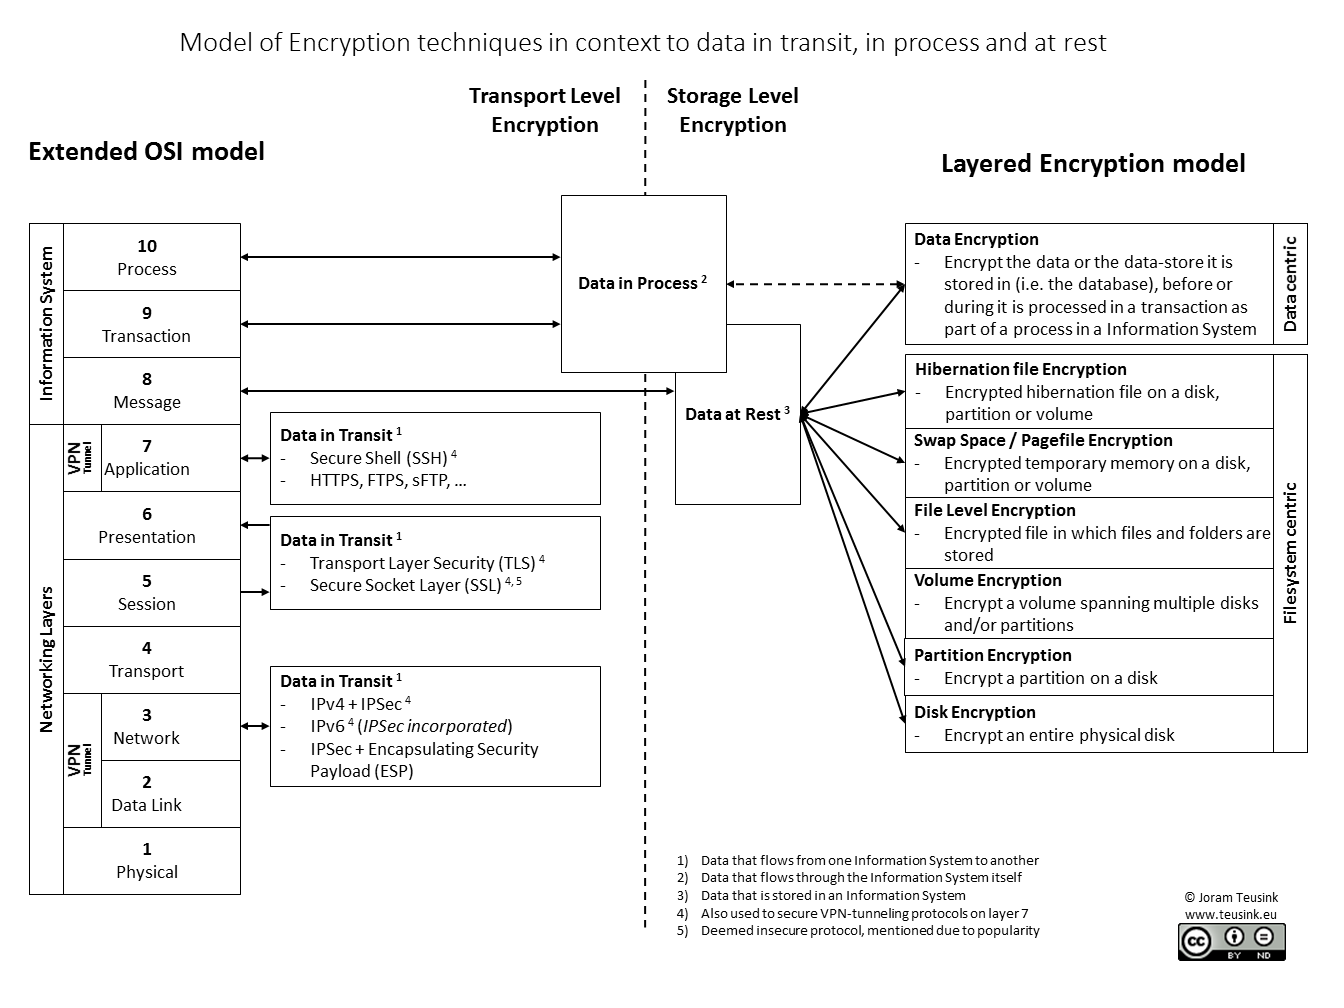 Model of Encryption techniques in context to data in transit, in process and at rest
Transport Level
Encryption
Storage Level
Encryption
Extended OSI model
Layered Encryption model
Information System
10
Process
9
Transaction
8
Message
Networking Layers
VPN
Tunnel
7
Application
6
Presentation
5
Session
4
Transport
VPN
Tunnel
3
Network
2
Data Link
1
Physical
Data in Process 2
Data at Rest 3
Data in Transit 1
- Secure Shell (SSH) 4
- HTTPS, FTPS, sFTP, ...
Data in Transit 1
- Transport Layer Security (TLS) 4
- Secure Socket Layer (SSL) 4, 5
Data in Transit 1
- IPv4 + IPSec 4
- IPv6 4 (IPSec incorporated)
- IPSec + Encapsulating Security
Payload (ESP)
Data Encryption
- Encrypt the data or the data-store it is
stored in (i.e. the database), before or
during it is processed in a transaction as
part of a process in a Information System
Data centric
Hibernation file Encryption
- Encrypted hibernation file on a disk,
partition or volume
Swap Space / Pagefile Encryption
- Encrypted temporary memory on a disk,
partition or volume
File Level Encryption
- Encrypted file in which files and folders are
stored
Volume Encryption
- Encrypt a volume spanning multiple disks
and/or partitions
Partition Encryption
- Encrypt a partition on a disk
Disk Encryption
- Encrypt an entire physical disk
Filesystem centric
1) Data that flows from one Information System to another
2) Data that flows through the Information System itself
3) Data that is stored in an Information System
4) Also used to secure VPN-tunneling protocols on layer 7
5) Deemed insecure protocol, mentioned due to popularity
© Joram Teusink
www.teusink.eu
cc
BY ND